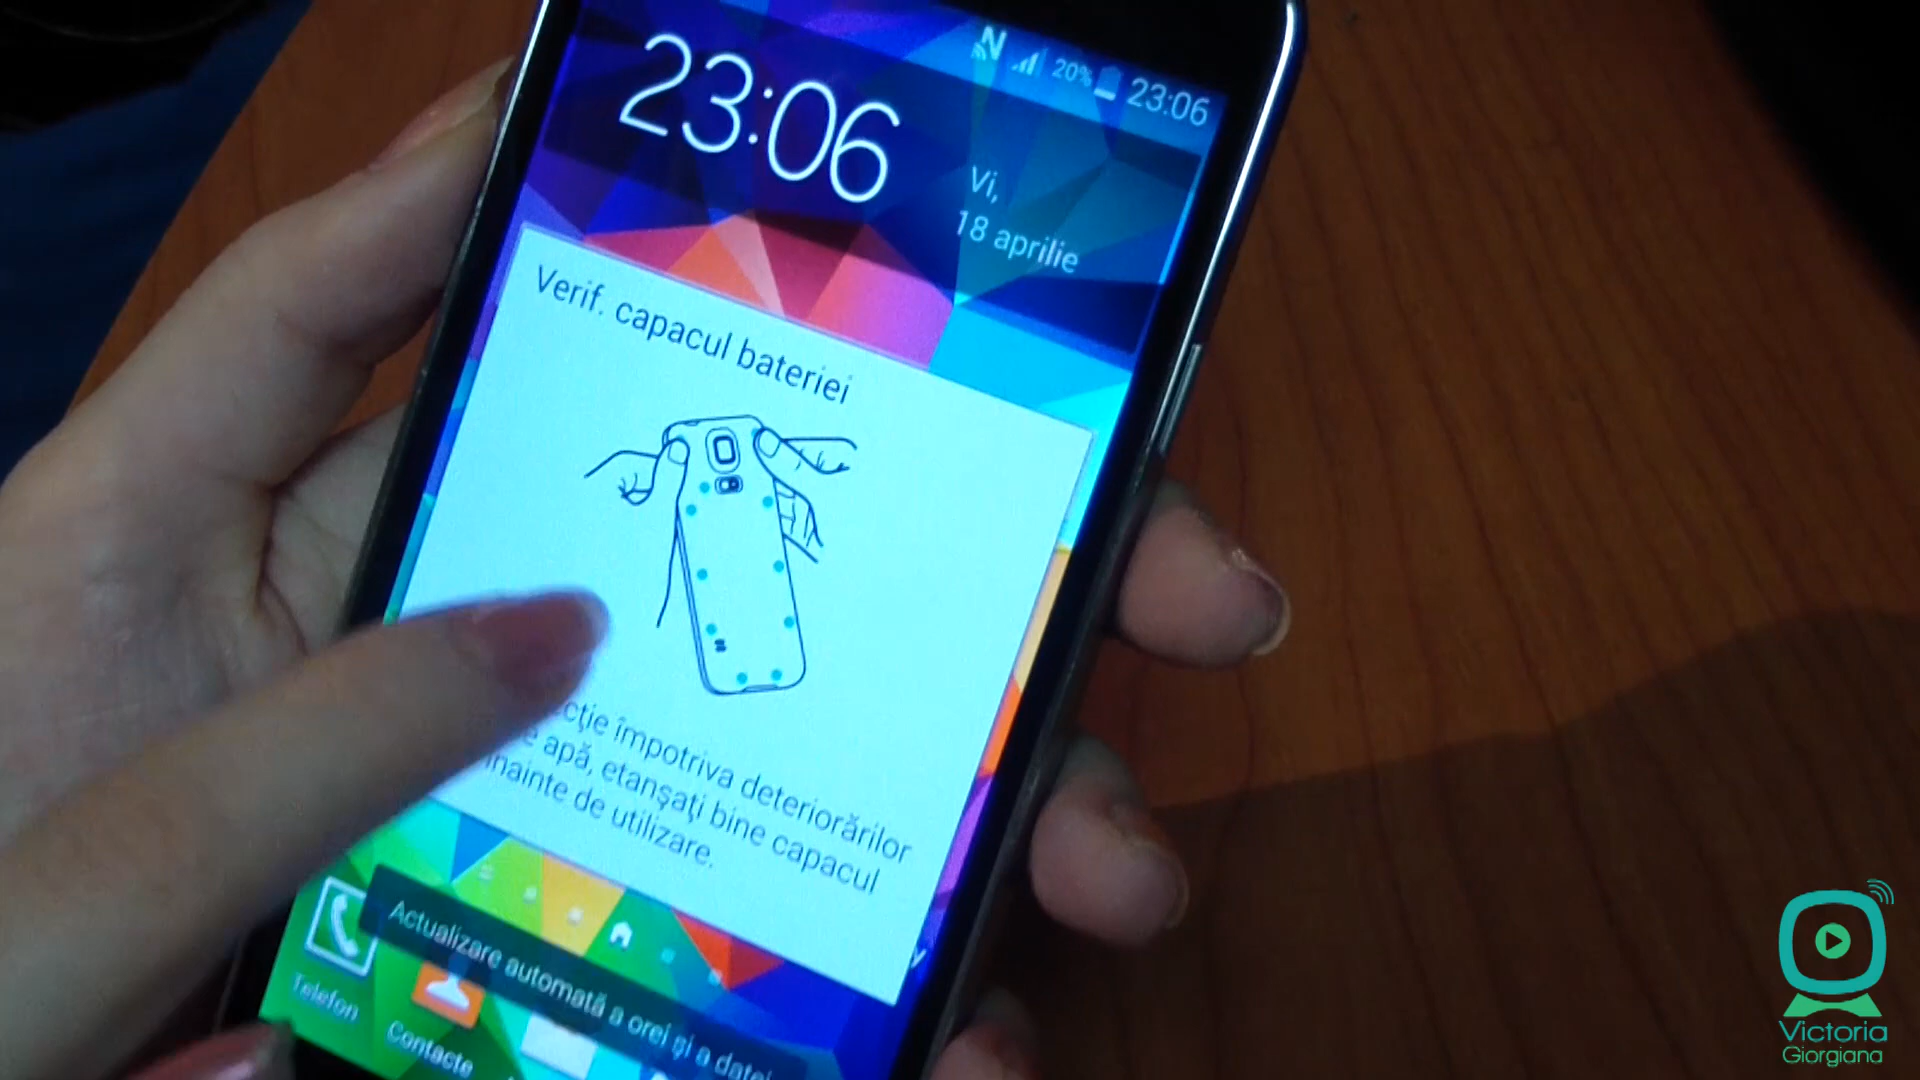 20% 23:06
23:06
Vi,
18 aprilie
Verif. capacul bateriei
împotriva deteriorărilor
apă, etanșați bine capacul
înainte de utilizare.
Actualizare automată a orei și a datei
Telefon
Contacte
Victoria
Giorgiana